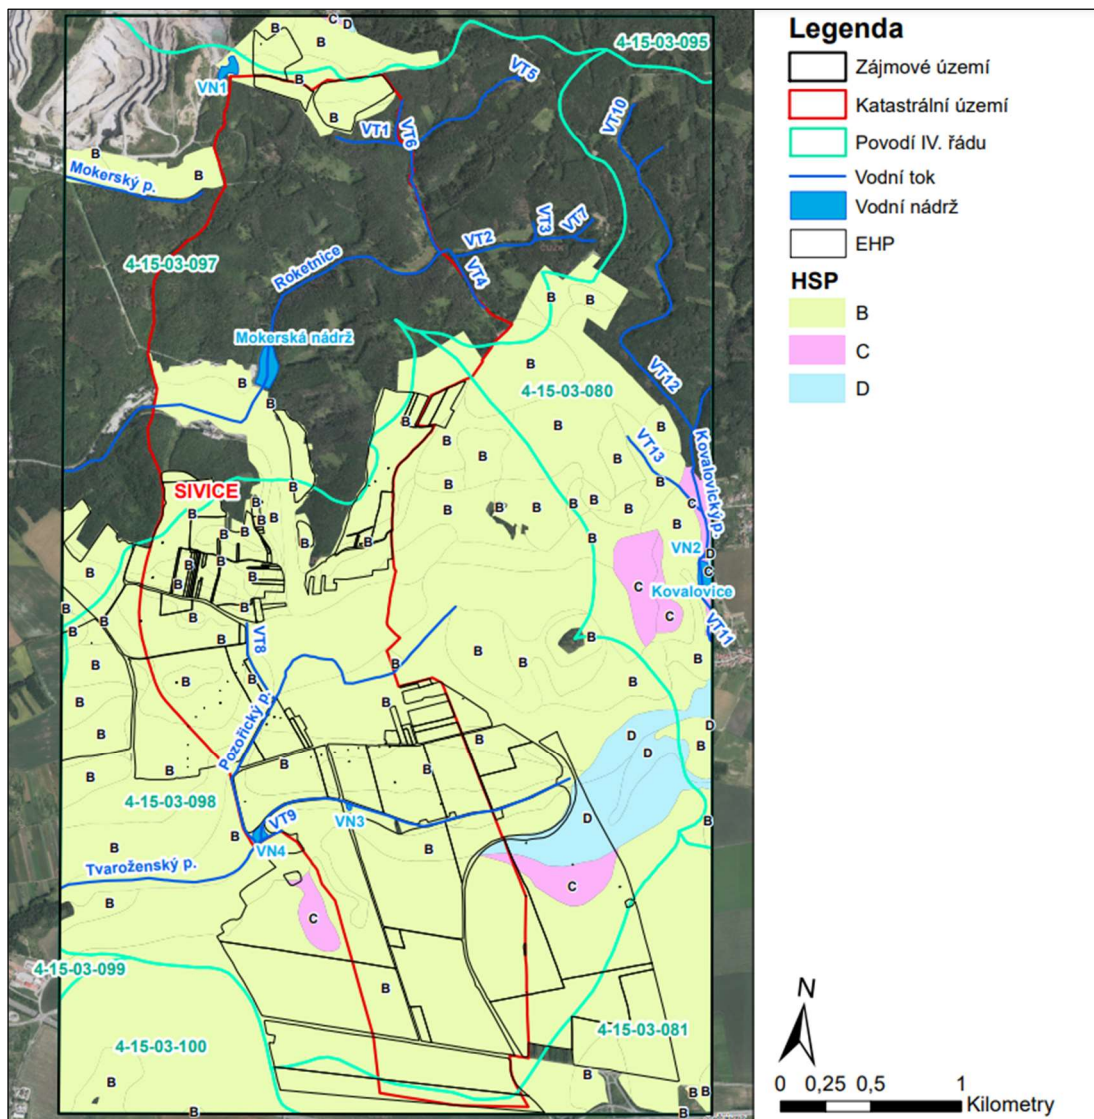 Legenda
Zájmové území
Katastrální území
Povodí IV. řádu
Vodní tok
Vodní nádrž
EHP
HSP
B
C
D
C
D
B
B
4-15-03-095
VN1
B
VT5
B
VT10
VT1
VT6
B
Mokerský p.
B
VT3
VT7
VT2
4-15-03-097
Roketnice
VT4
B
B
Mokerská nádrž
B
B
VT12
4-15-03-080
B
B
B
B
VT13
Kovalovický p.
B
B
SIVICE
B
B
B
B
B
B
B
B
B
C
B
B
B
B
B
B
VN2
D
C
B
B
B
B
C
Kovalovice
B
B
B
B
C
VT11
B
B
VT8
B
B
B
B
B
B
B
B
B
B
Pozořický p.
B
D
B
B
D
D
B
B
B
B
B
4-15-03-098
VT9
VN3
B
D
B
VN4
B
B
Tvaroženský p.
C
B
C
4-15-03-099
B
4-15-03-081
4-15-03-100
B
B
B
B
B
B
N
0 0,25 0,5 1
Kilometry